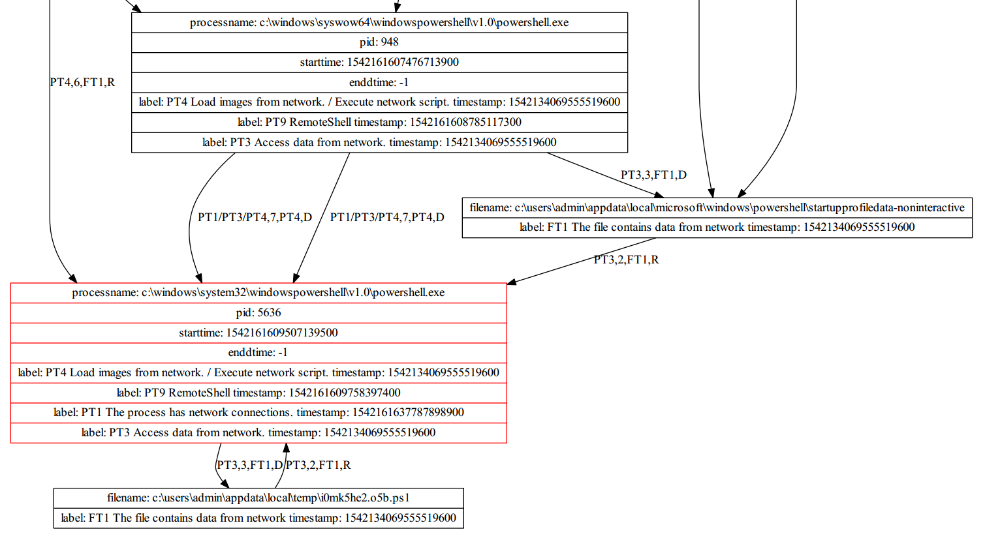 processname: c:\windows\syswow64\windowspowershell\v1.0\powershell.exe
pid: 948
starttime: 1542161607476713900
enddtime: -1
PT4,6,FT1,R
label: PT4 Load images from network. / Execute network script. timestamp: 1542134069555519600
label: PT9 RemoteShell timestamp: 1542161608785117300
label: PT3 Access data from network. timestamp: 1542134069555519600
PT3,3,FT1,D
filename: c:\users\admin\appdata\local\microsoft\windows\powershell\startupprofiledata-noninteractive
label: FT1 The file contains data from network timestamp: 1542134069555519600
PT1/PT3/PT4,7,PT4,D
PT1/PT3/PT4,7,PT4,D
PT3,2,FT1,R
processname: c:\windows\system32\windowspowershell\v1.0\powershell.exe
pid: 5636
starttime: 1542161609507139500
enddtime: -1
label: PT4 Load images from network. / Execute network script. timestamp: 1542134069555519600
label: PT9 RemoteShell timestamp: 1542161609758397400
label: PT1 The process has network connections. timestamp: 1542161637787898900
label: PT3 Access data from network. timestamp: 1542134069555519600
PT3,3,FT1,D
PT3,2,FT1,R
filename: c:\users\admin\appdata\local\temp\i0mk5he2.o5b.ps1
label: FT1 The file contains data from network timestamp: 1542134069555519600